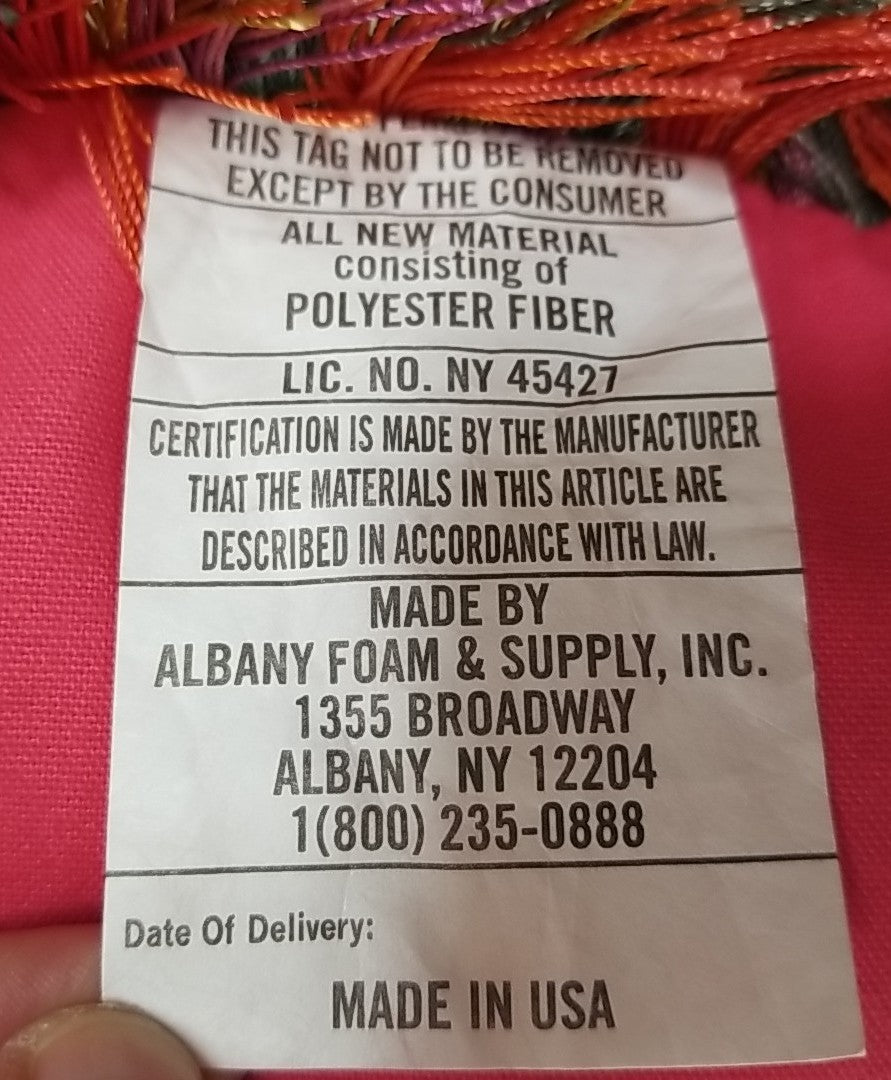 THIS TAG NOT TO BE REMOVED
EXCEPT BY THE CONSUMER
ALL NEW MATERIAL
consisting of
POLYESTER FIBER
LIC. NO. NY 45427
CERTIFICATION IS MADE BY THE MANUFACTURER
THAT THE MATERIALS IN THIS ARTICLE ARE
DESCRIBED IN ACCORDANCE WITH LAW.
MADE BY
ALBANY FOAM & SUPPLY, INC.
1355 BROADWAY
ALBANY, NY 12204
1(800) 235-0888
Date Of Delivery:
MADE IN USA